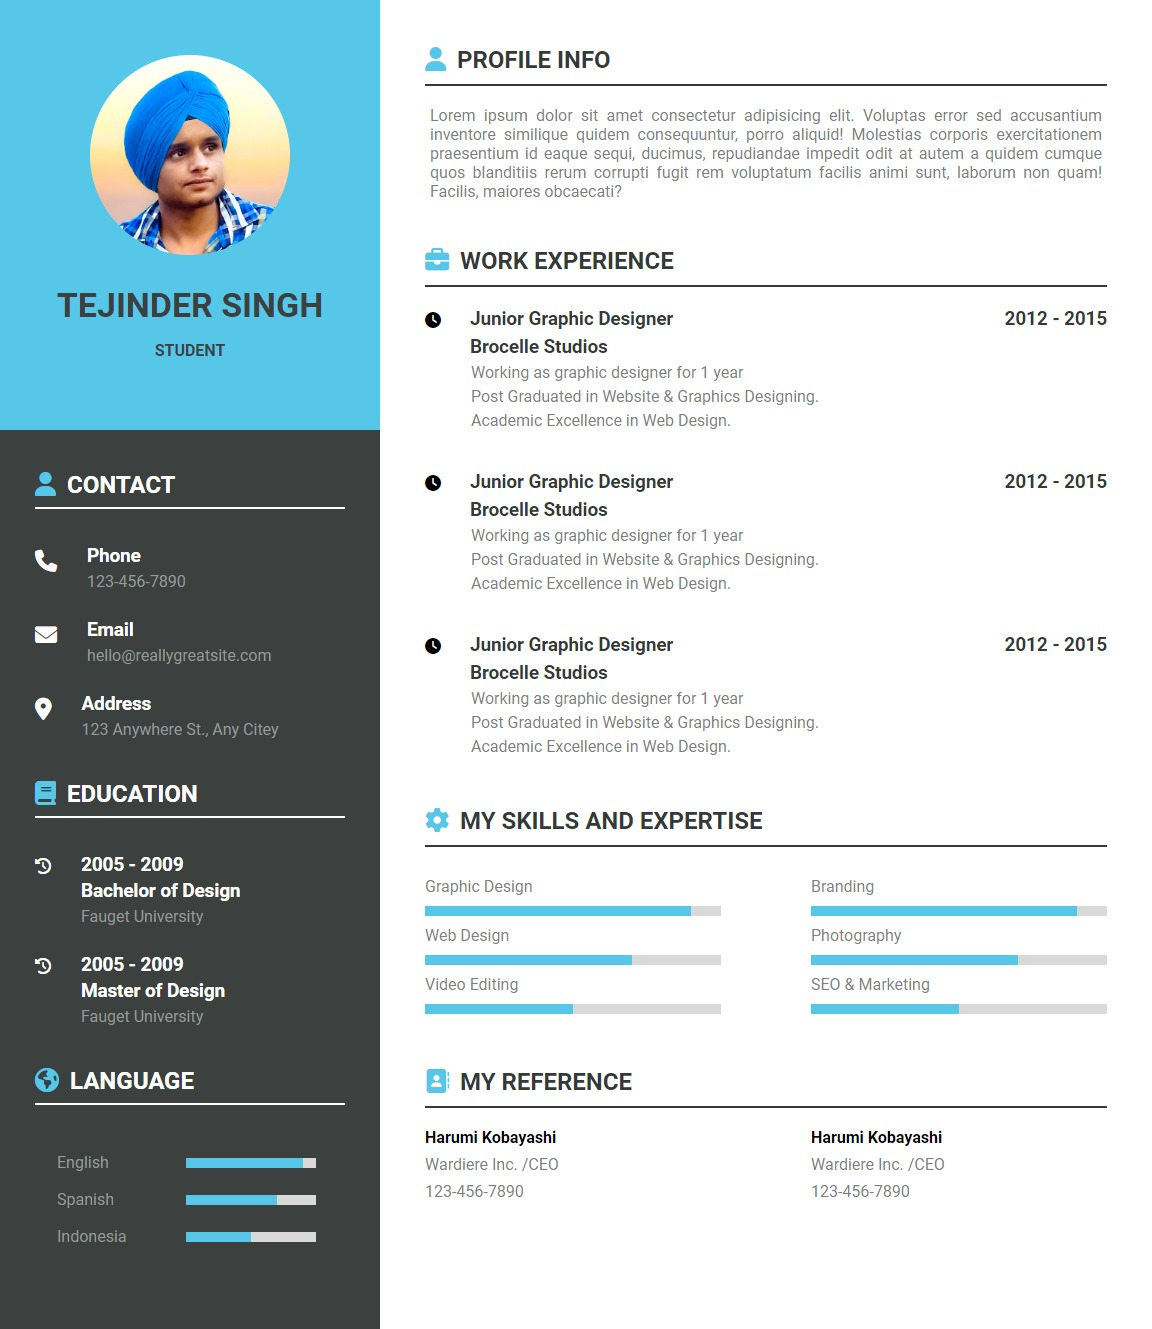 TEJINDER SINGH
STUDENT
CONTACT
Phone
123-456-7890
Email
hello@reallygreatsite.com
Address
123 Anywhere St., Any Citey
EDUCATION
2005 - 2009
Bachelor of Design
Fauget University
2005 - 2009
Master of Design
Fauget University
LANGUAGE
English
Spanish
Indonesia
PROFILE INFO
Lorem ipsum dolor sit amet consectetur adipisicing elit. Voluptas error sed accusantium
inventore similique quidem consequuntur, porro aliquid! Molestias corporis exercitationem
praesentium id eaque sequi, ducimus, repudiandae impedit odit at autem a quidem cumque
quos blanditiis rerum corrupti fugit rem voluptatum facilis animi sunt, laborum non quam!
Facilis, maiores obcaecati?
WORK EXPERIENCE
Junior Graphic Designer 2012 - 2015
Brocelle Studios
Working as graphic designer for 1 year
Post Graduated in Website & Graphics Designing.
Academic Excellence in Web Design.
Junior Graphic Designer 2012 - 2015
Brocelle Studios
Working as graphic designer for 1 year
Post Graduated in Website & Graphics Designing.
Academic Excellence in Web Design.
Junior Graphic Designer 2012 - 2015
Brocelle Studios
Working as graphic designer for 1 year
Post Graduated in Website & Graphics Designing.
Academic Excellence in Web Design.
MY SKILLS AND EXPERTISE
Graphic Design Branding
Web Design Photography
Video Editing SEO & Marketing
MY REFERENCE
Harumi Kobayashi Harumi Kobayashi
Wardiere Inc. /CEO Wardiere Inc. /CEO
123-456-7890 123-456-7890